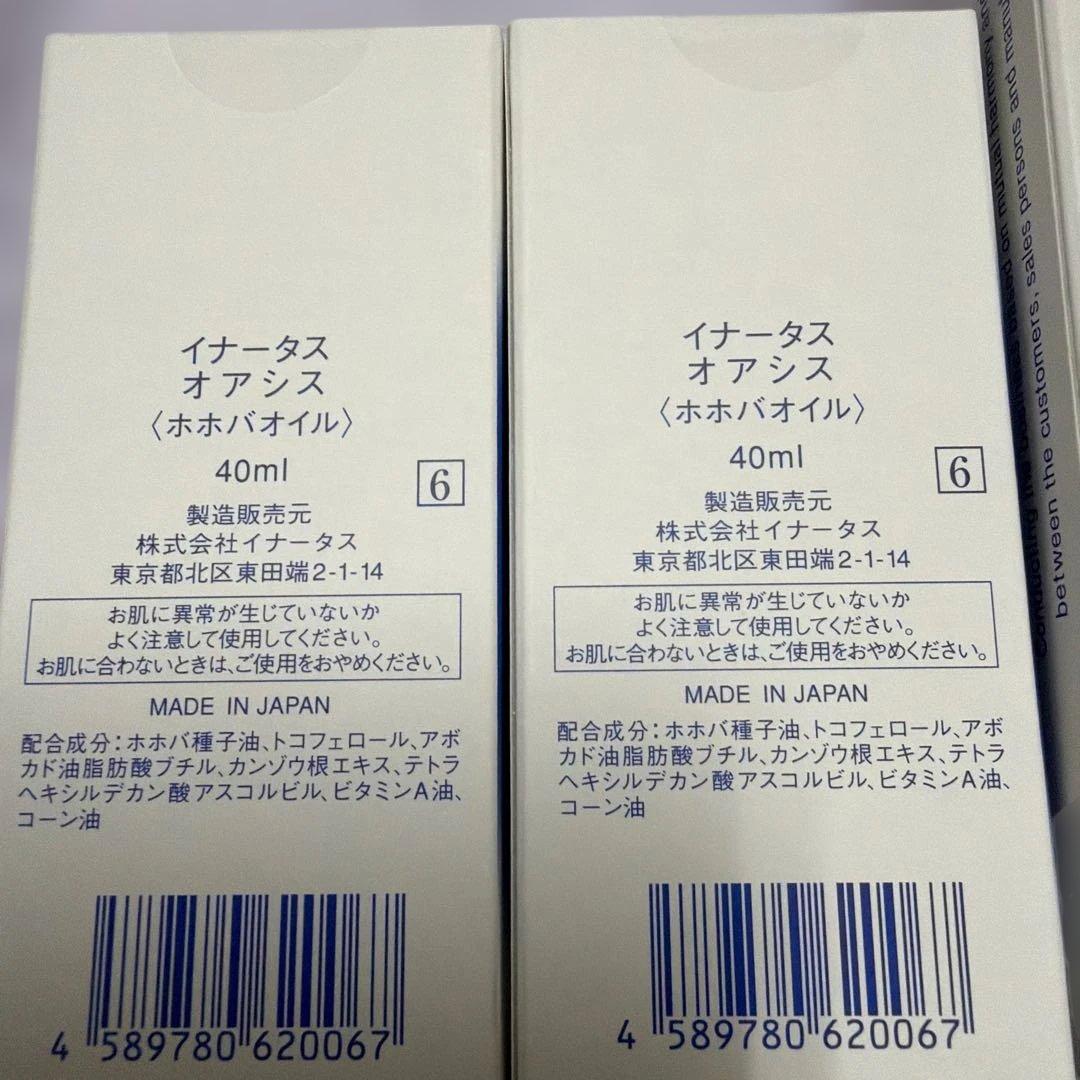 イナータス
オアシス
〈ホホバオイル〉
40ml
6
製造販売元
株式会社イナータス
東京都北区東田端2-1-14
お肌に異常が生じていないか
よく注意して使用してください。
お肌に合わないときは、ご使用をおやめください。
MADE IN JAPAN
配合成分：ホホバ種子油、トコフェロール、アボ
カド油脂肪酸ブチル、カンゾウ根エキス、テトラ
ヘキシルデカン酸アスコルビル、ビタミンA油、
コーン油
4 589780 620067
イナータス
オアシス
〈ホホバオイル〉
40ml
6
製造販売元
株式会社イナータス
東京都北区東田端2-1-14
お肌に異常が生じていないか
よく注意して使用してください。
お肌に合わないときは、ご使用をおやめください。
MADE IN JAPAN
配合成分：ホホバ種子油、トコフェロール、アボ
カド油脂肪酸ブチル、カンゾウ根エキス、テトラ
ヘキシルデカン酸アスコルビル、ビタミンA油、
コーン油
4 589780 620067
on mutual harmony
between the customers, sales persons and